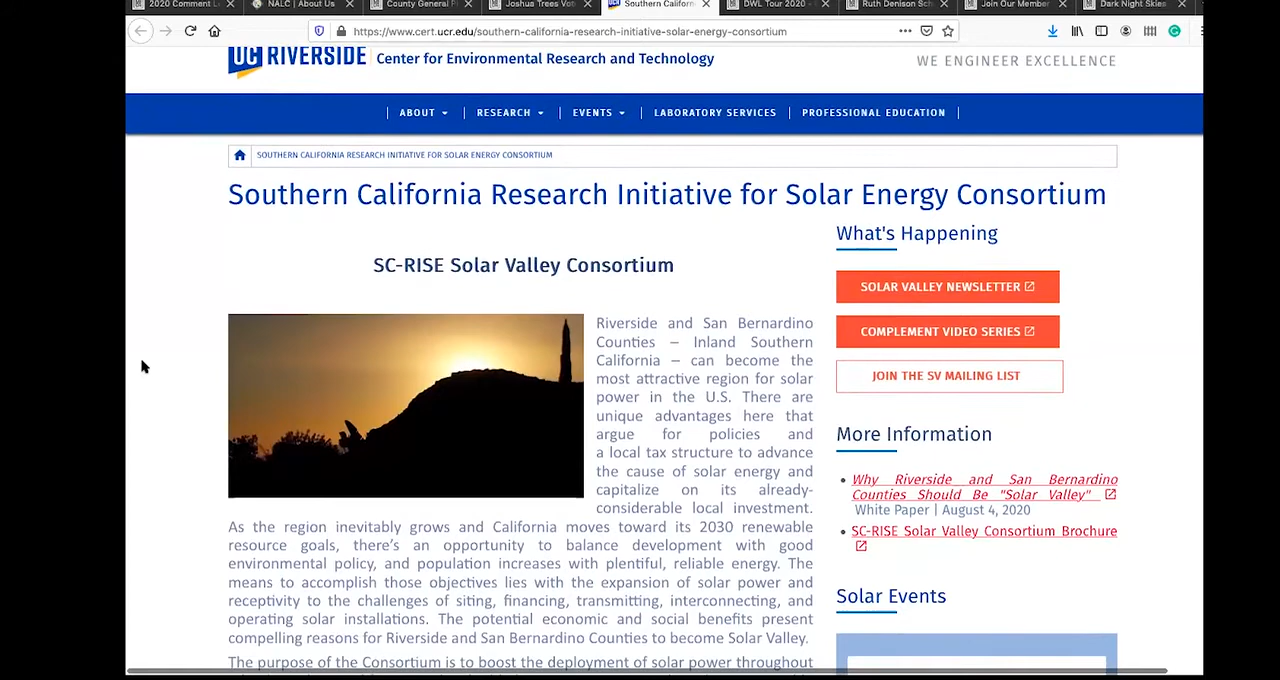 2020 Comment L
NALC | About Us
County General P
Joshua Trees Vot
Southern Californ
DWL Tour 2020 -
Ruth Denison Sch
Join Our Member
Dark Night Skies
https://www.cert.ucr.edu/southern-california-research-initiative-solar-energy-consortium
UC RIVERSIDE
Center for Environmental Research and Technology
WE ENGINEER EXCELLENCE
ABOUT
RESEARCH
EVENTS
LABORATORY SERVICES
PROFESSIONAL EDUCATION
SOUTHERN CALIFORNIA RESEARCH INITIATIVE FOR SOLAR ENERGY CONSORTIUM
Southern California Research Initiative for Solar Energy Consortium
SC-RISE Solar Valley Consortium
Riverside and San Bernardino
Counties – Inland Southern
California – can become the
most attractive region for solar
power in the U.S. There are
unique advantages here that
argue for policies and
a local tax structure to advance
the cause of solar energy and
capitalize on its already-
considerable local investment.
As the region inevitably grows and California moves toward its 2030 renewable
resource goals, there's an opportunity to balance development with good
environmental policy, and population increases with plentiful, reliable energy. The
means to accomplish those objectives lies with the expansion of solar power and
receptivity to the challenges of siting, financing, transmitting, interconnecting, and
operating solar installations. The potential economic and social benefits present
compelling reasons for Riverside and San Bernardino Counties to become Solar Valley.
The purpose of the Consortium is to boost the deployment of solar power throughout
What's Happening
SOLAR VALLEY NEWSLETTER
COMPLEMENT VIDEO SERIES
JOIN THE SV MAILING LIST
More Information
Why Riverside and San Bernardino
Counties Should Be "Solar Valley"
White Paper | August 4, 2020
SC-RISE Solar Valley Consortium Brochure
Solar Events